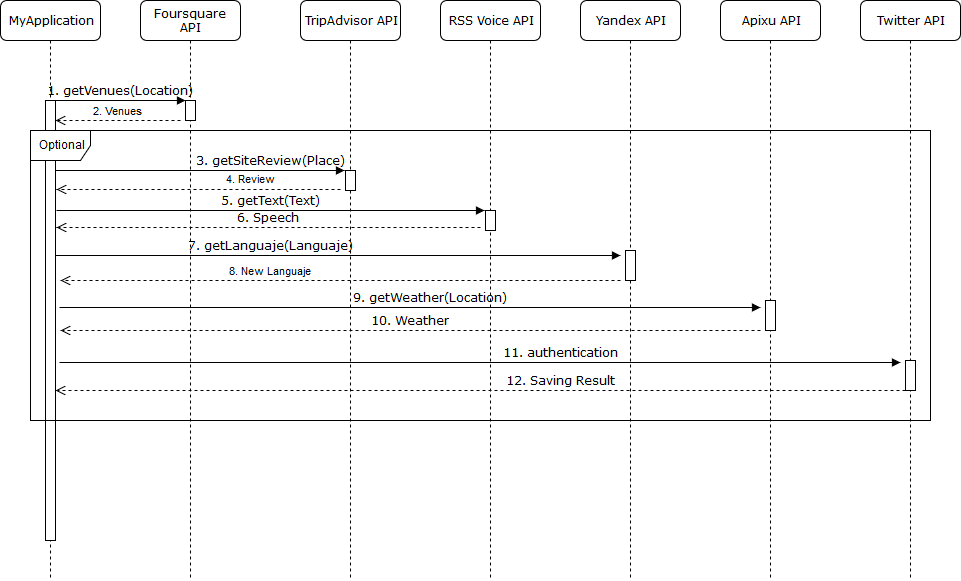 MyApplication
Foursquare
API
TripAdvisor API
RSS Voice API
Yandex API
Apixu API
Twitter API
1. getVenues(Location)
2. Venues
Optional
3. getSiteReview(Place)
4. Review
5. getText(Text)
6. Speech
7. getLanguaje(Languaje)
8. New Languaje
9. getWeather(Location)
10. Weather
11. authentication
12. Saving Result